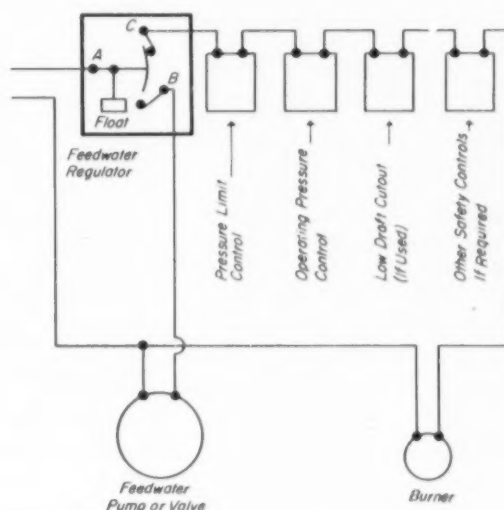 C
A
B
Float
Feedwater
Regulator
Pressure Limit
Control
Operating Pressure
Control
Low Draft Cutout
(If Used)
Other Safety Controls
If Required
Feedwater
Pump or Valve
Burner